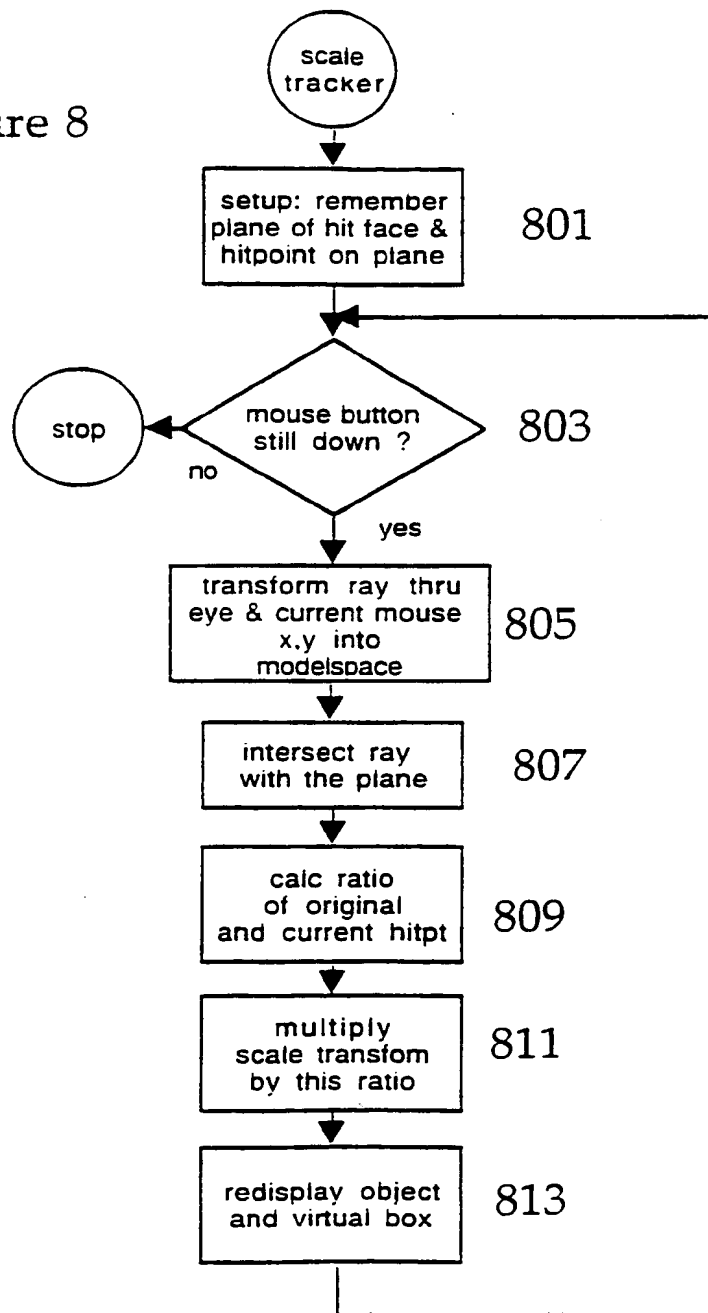 scale
tracker
are 8
setup: remember
plane of hit face &
hitpoint on plane
801
mouse button
still down ?
803
stop
no
yes
transform ray thru
eye & current mouse
x,y into
modelspace
805
intersect ray
with the plane
807
calc ratio
of original
and current hitpt
809
multiply
scale transfom
by this ratio
811
redisplay object
and virtual box
813